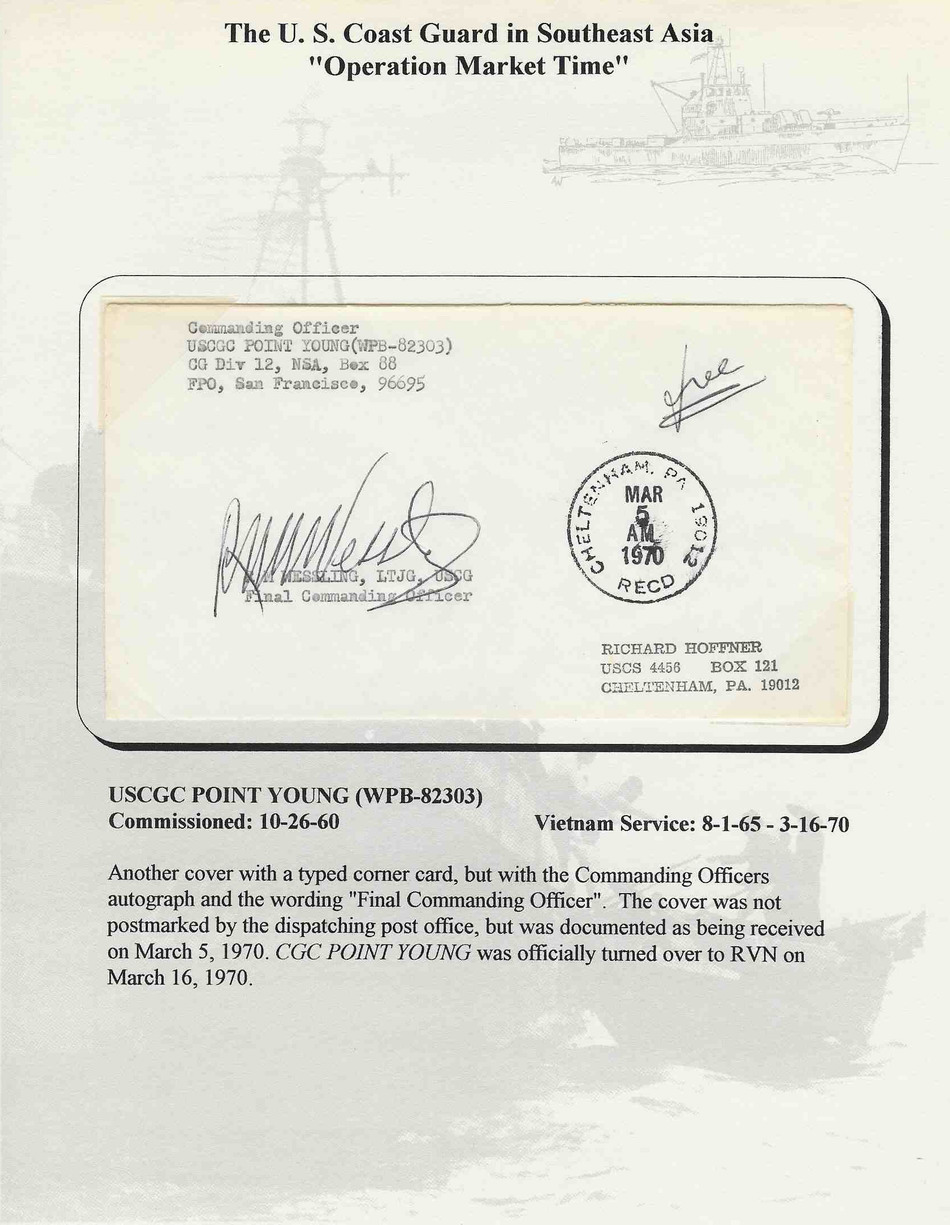 The U. S. Coast Guard in Southeast Asia
"Operation Market Time"
Commanding Officer
USCGC POINT YOUNG(WPB-82303)
CG Div 12, NSA, Box 88
FPO, San Francisco, 96695
free
CHELTENHAM, PA 19012
MAR
5
AM
1970
RECD
MESSLING, LTJG, USCG
Final Commanding Officer
RICHARD HOFFNER
USCS 4456 BOX 121
CHELTENHAM, PA. 19012
USCGC POINT YOUNG (WPB-82303)
Commissioned: 10-26-60 Vietnam Service: 8-1-65 - 3-16-70
Another cover with a typed corner card, but with the Commanding Officers
autograph and the wording "Final Commanding Officer". The cover was not
postmarked by the dispatching post office, but was documented as being received
on March 5, 1970. CGC POINT YOUNG was officially turned over to RVN on
March 16, 1970.